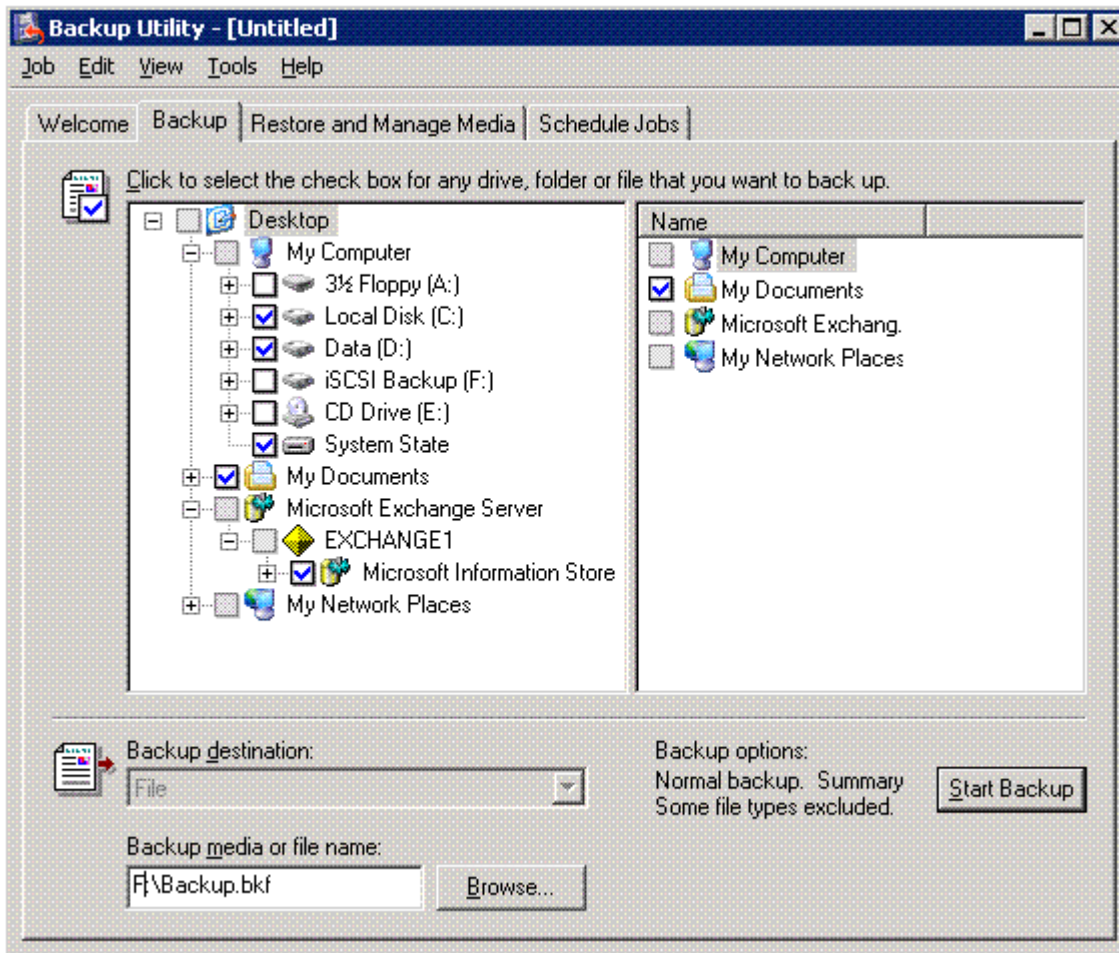 Backup Utility - [Untitled]
Job Edit View Tools Help
Welcome Backup Restore and Manage Media Schedule Jobs
Click to select the check box for any drive, folder or file that you want to back up.
Desktop
My Computer
3½ Floppy (A:)
Local Disk (C:)
Data (D:)
iSCSI Backup (F:)
CD Drive (E:)
System State
My Documents
Microsoft Exchange Server
EXCHANGE1
Microsoft Information Store
My Network Places
Name
My Computer
My Documents
Microsoft Exchang.
My Network Places
Backup destination:
File
Backup media or file name:
F:\Backup.bkf
Browse...
Backup options:
Normal backup. Summary
Some file types excluded.
Start Backup